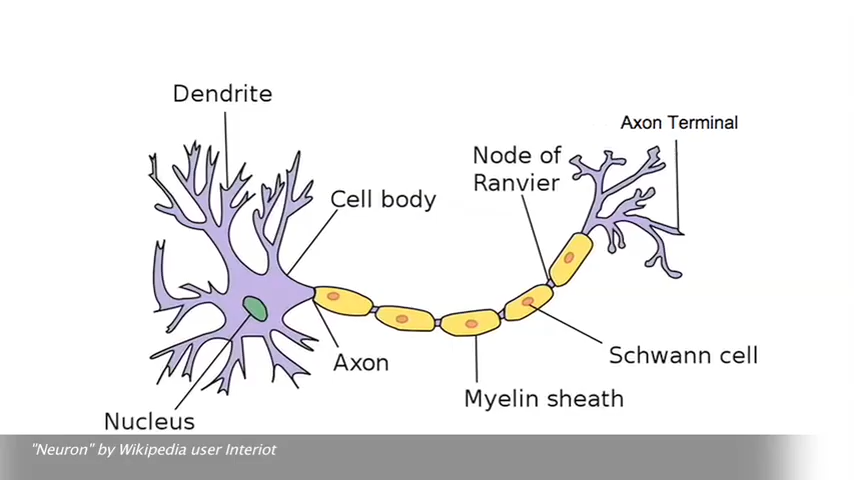 Dendrite
Axon Terminal
Node of
Ranvier
Cell body
Axon
Schwann cell
Myelin sheath
Nucleus
"Neuron" by Wikipedia user Interiot